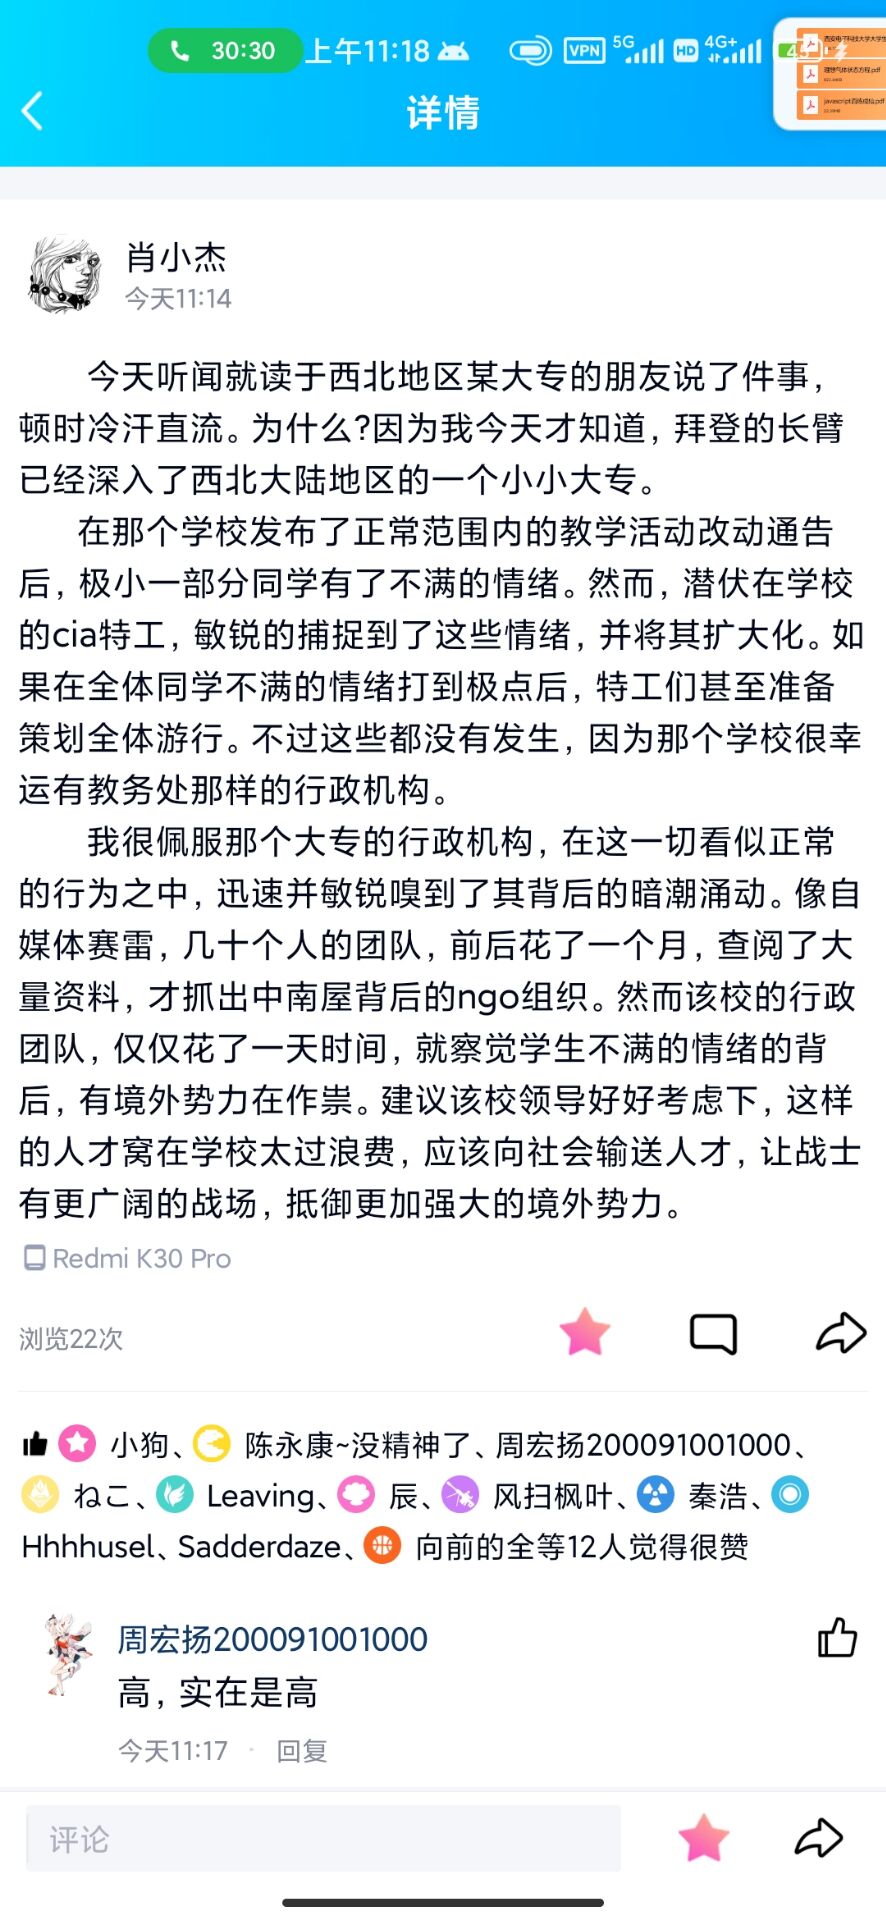 30:30 上午11:18 VPN 5G HD 4G+
详情
理想气体状态方程.pdf
肖小杰
今天11:14
今天听闻就读于西北地区某大专的朋友说了件事，
顿时冷汗直流。为什么?因为我今天才知道，拜登的长臂
已经深入了西北大陆地区的一个小小大专。
在那个学校发布了正常范围内的教学活动改动通告
后，极小一部分同学有了不满的情绪。然而，潜伏在学校
的cia特工，敏锐的捕捉到了这些情绪，并将其扩大化。如
果在全体同学不满的情绪打到极点后，特工们甚至准备
策划全体游行。不过这些都没有发生，因为那个学校很幸
运有教务处那样的行政机构。
我很佩服那个大专的行政机构，在这一切看似正常
的行为之中，迅速并敏锐嗅到了其背后的暗潮涌动。像自
媒体赛雷，几十个人的团队，前后花了一个月，查阅了大
量资料，才抓出中南屋背后的ngo组织。然而该校的行政
团队，仅仅花了一天时间，就察觉学生不满的情绪的背
后，有境外势力在作祟。建议该校领导好好考虑下，这样
的人才窝在学校太过浪费，应该向社会输送人才，让战士
有更广阔的战场，抵御更加强大的境外势力。
Redmi K30 Pro
浏览22次
小狗、陈永康~没精神了、周宏扬200091001000、
ねこ、Leaving、辰、风扫枫叶、秦浩、
Hhhhusel、Sadderdaze、向前的全等12人觉得很赞
周宏扬200091001000
高，实在是高
今天11:17 · 回复
评论